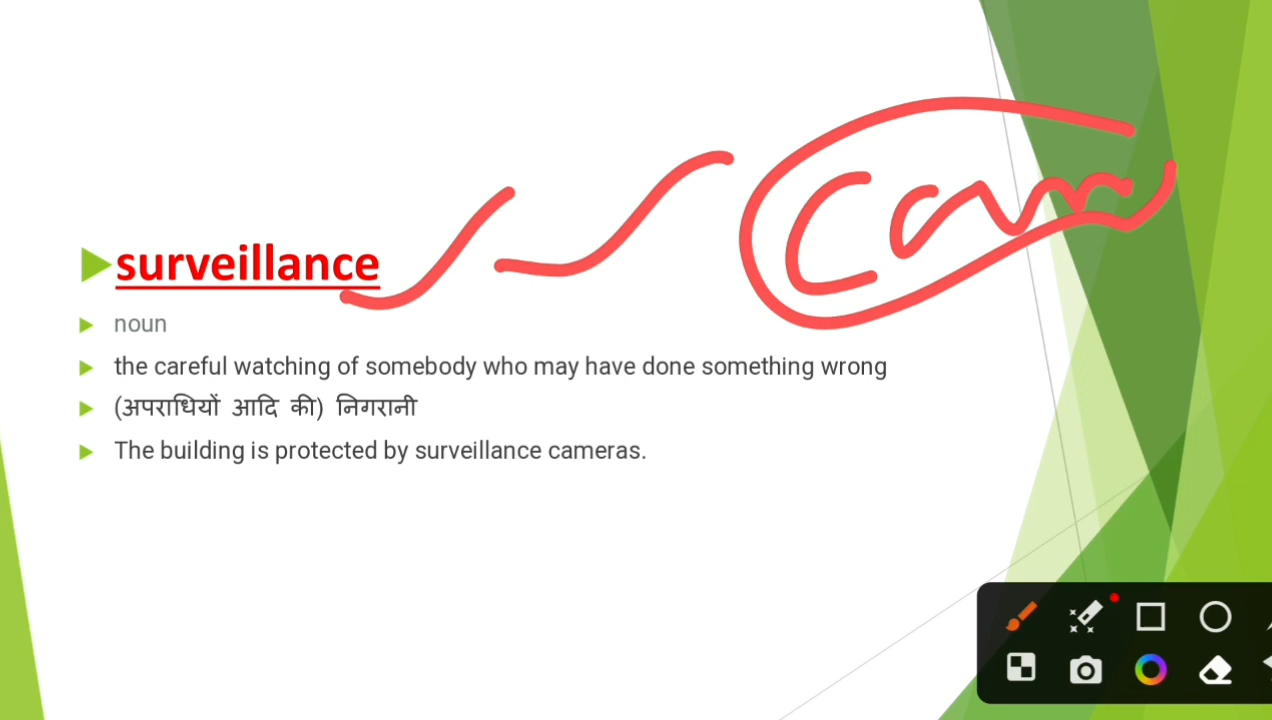 Cam
surveillance
noun
the careful watching of somebody who may have done something wrong
(अपराधियों आदि की) निगरानी
The building is protected by surveillance cameras.